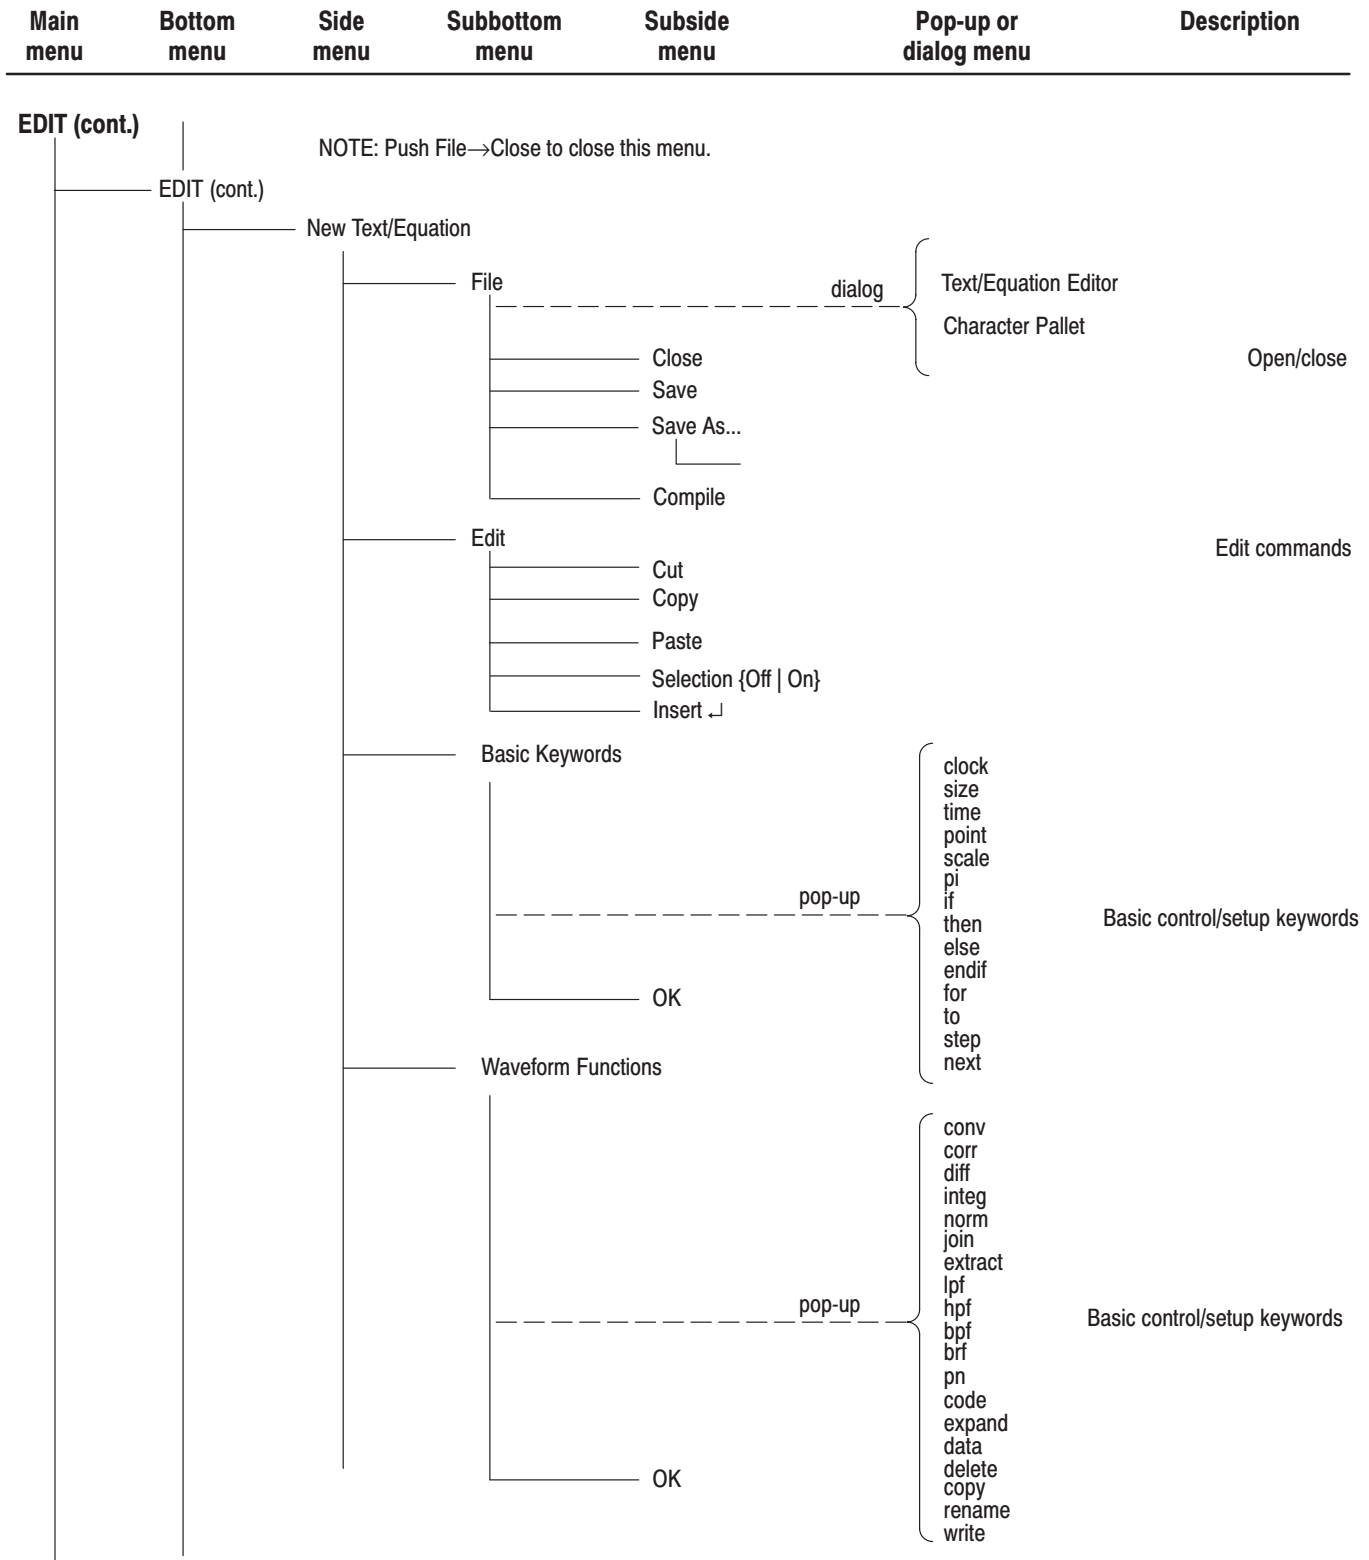 Main menu
Bottom menu
Side menu
Subbottom menu
Subside menu
Pop-up or dialog menu
Description
EDIT (cont.)
NOTE: Push File→Close to close this menu.
EDIT (cont.)
New Text/Equation
File
dialog
Text/Equation Editor
Character Pallet
Close
Open/close
Save
Save As...
Compile
Edit
Edit commands
Cut
Copy
Paste
Selection {Off | On}
Insert ↵
Basic Keywords
clock
size
time
point
scale
pi
pop-up
if
then
Basic control/setup keywords
else
endif
for
OK
to
step
next
Waveform Functions
conv
corr
diff
integ
norm
join
extract
lpf
pop-up
hpf
Basic control/setup keywords
bpf
brf
pn
code
expand
data
delete
OK
copy
rename
write